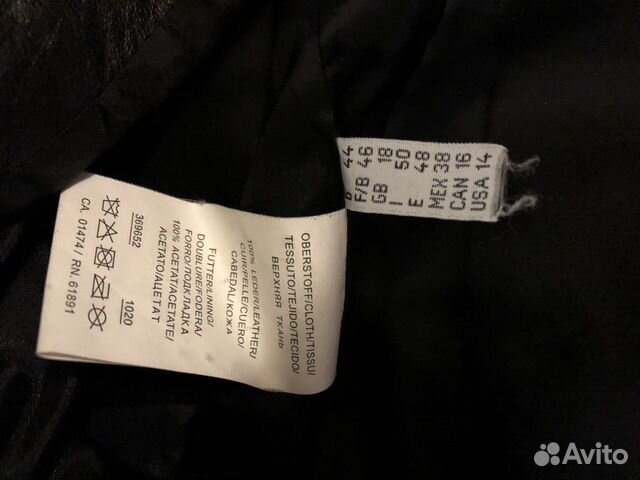 D 44
F/B 46
GB 18
I 50
E 48
MEX 38
CAN 16
USA 14
OBERSTOFF/CLOTH/TISSU
TESSUTO/TEJIDO/TECIDO/
ВЕРХНЯЯ ТКАНЬ
100% LEDER/LEATHER/
CUIR/PELLE/CUERO/
CABEDAL/КОЖА
FUTTER/LINING/
DOUBLURE/FODERA/
FORRO/ПОДКЛАДКА
100% ACETAT/ACETATE/
ACETATO/АЦЕТАТ
369652 1020
CA. 01474 / RN. 61891
Avito